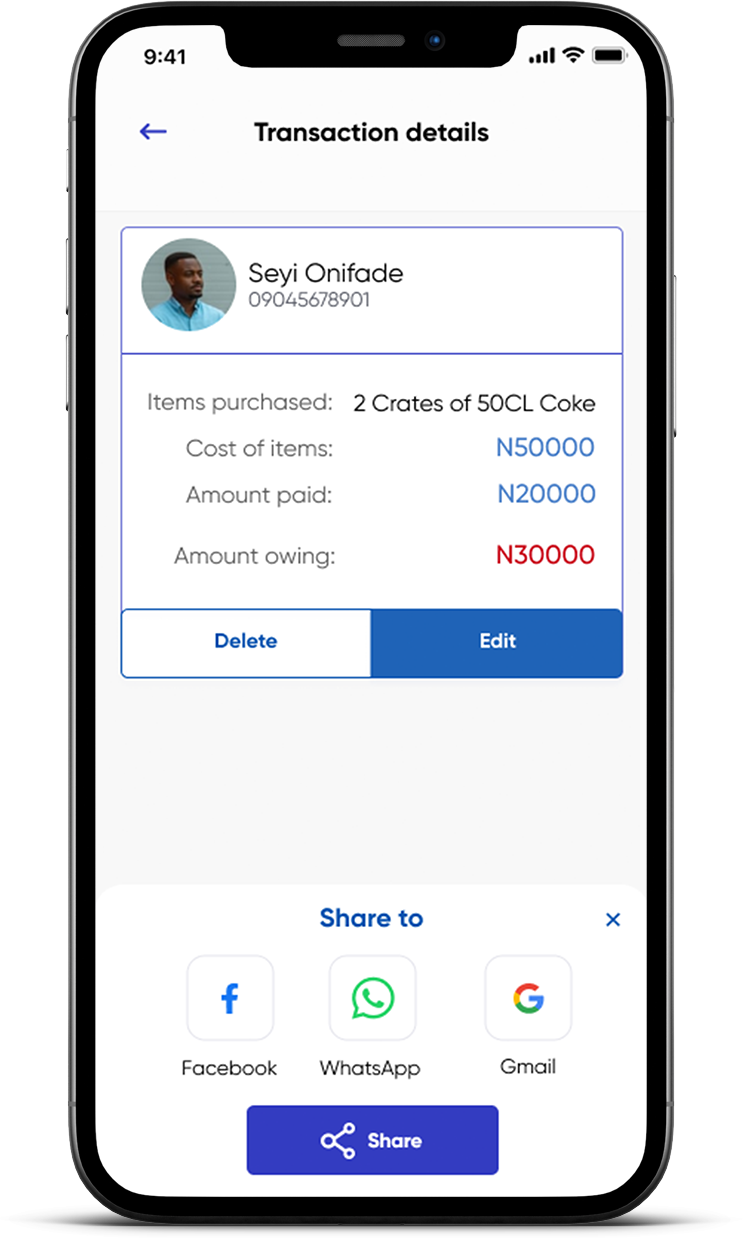 9:41
Transaction details
Seyi Onifade
09045678901
Items purchased: 2 Crates of 50CL Coke
Cost of items: N50000
Amount paid: N20000
Amount owing: N30000
Delete Edit
Share to
Facebook WhatsApp Gmail
Share